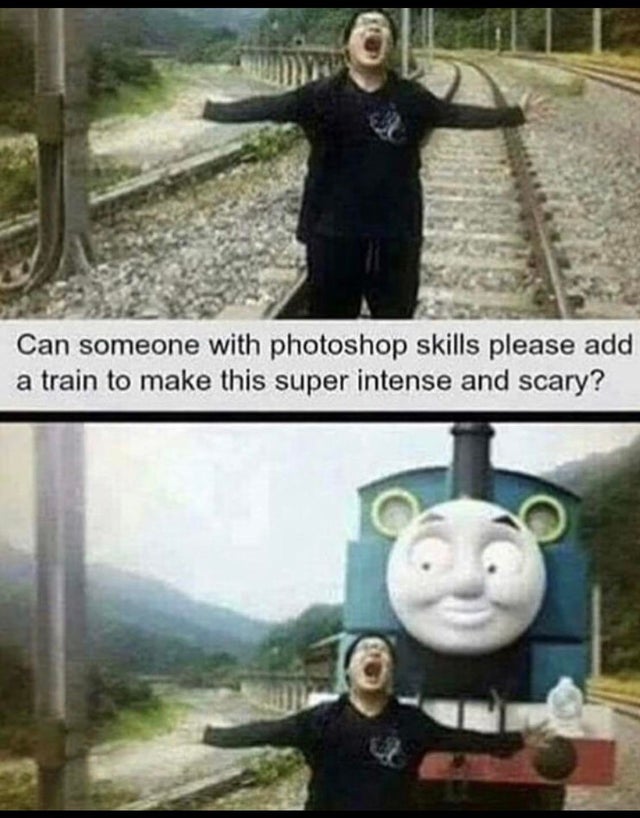 Can someone with photoshop skills please add
a train to make this super intense and scary?